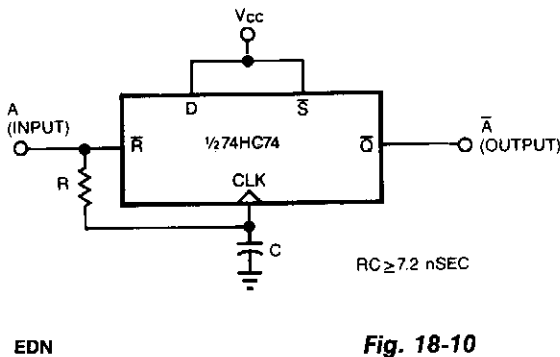 Vcc
D S̅
A
(INPUT)
R̅
½74HC74
Q̅
A̅
(OUTPUT)
R
CLK
C
RC ≥ 7.2 nSEC
EDN
Fig. 18-10